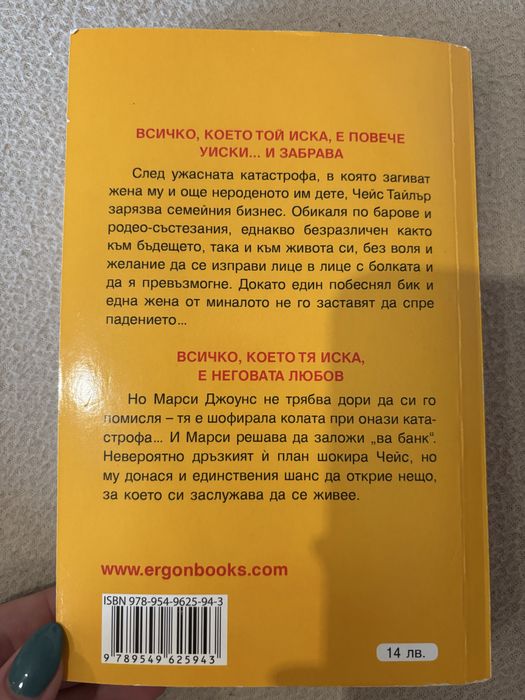 ВСИЧКО, КОЕТО ТОЙ ИСКА, Е ПОВЕЧЕ
УИСКИ... И ЗАБРАВА
След ужасната катастрофа, в която загиват
жена му и още нероденото им дете, Чейс Тайлър
зарязва семейния бизнес. Обикаля по барове и
родео-състезания, еднакво безразличен както
към бъдещето, така и към живота си, без воля и
желание да се изправи лице в лице с болката и
да я превъзмогне. Докато един побеснял бик и
една жена от миналото не го заставят да спре
падението...
ВСИЧКО, КОЕТО ТЯ ИСКА,
Е НЕГОВАТА ЛЮБОВ
Но Марси Джоунс не трябва дори да си го
помисля – тя е шофирала колата при онази ката-
строфа... И Марси решава да заложи „ва банк“.
Невероятно дръзкият ѝ план шокира Чейс, но
му донася и единствения шанс да открие нещо,
за което си заслужава да се живее.
www.ergonbooks.com
ISBN 978-954-9625-94-3
9 789549 625943
14 лв.